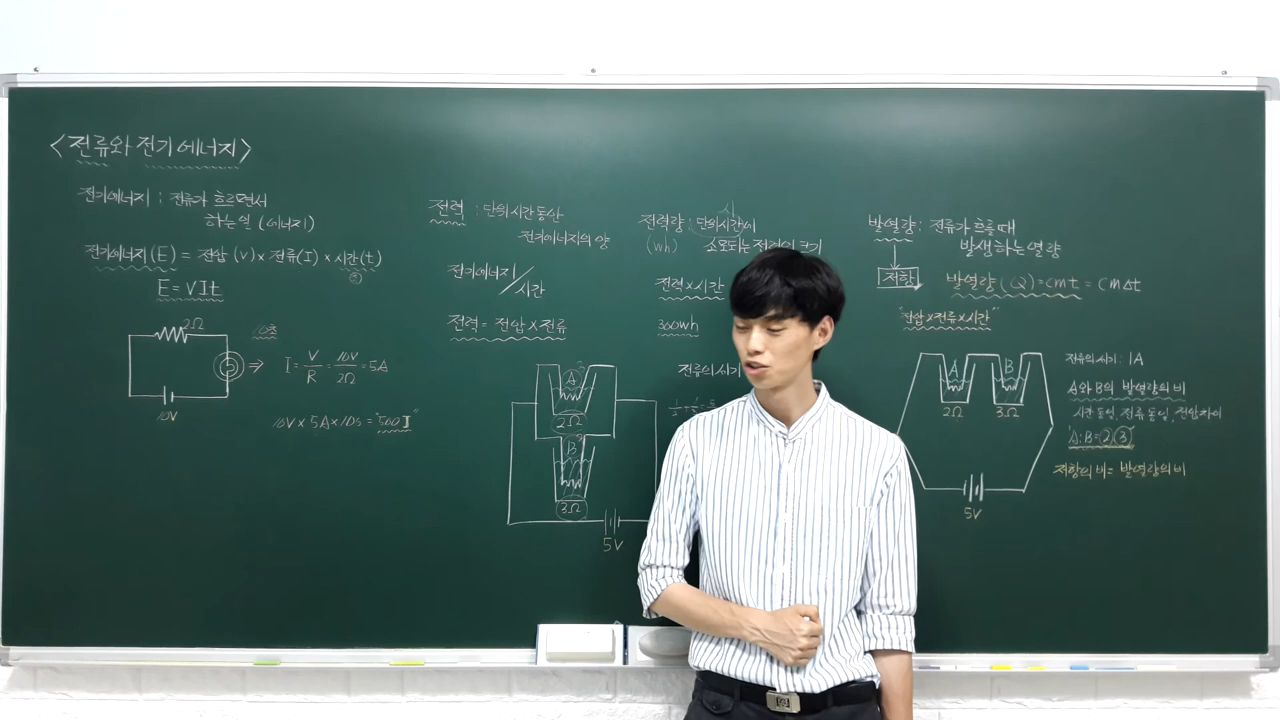 <전류와 전기에너지>
전기에너지 : 전류가 흐르면서
하는 일 (에너지)
전기에너지(E) = 전압(V) × 전류(I) × 시간(t)
E = VIt
2Ω
10초
10V
I = V/R = 10V/2Ω = 5A
10V × 5A × 10s = "500J"
전력 : 단위시간동안
전기에너지의 양
전기에너지/시간
전력 = 전압 × 전류
A
2Ω
B
3Ω
5V
전력량 : 단위시간에
시
(Wh)
소모되는 전력의 크기
전력×시간
300wh
전류의 세기
발열량 : 전류가 흐를 때
발생하는 열량
저항
발열량(Q)=cmt = CmΔt
"전압×전류×시간"
A
B
2Ω
3Ω
5V
전류의 세기 : 1A
A와 B의 발열량의 비
시간 동일, 전류 동일, 전압차이
A:B=2:3
저항의 비 = 발열량의 비